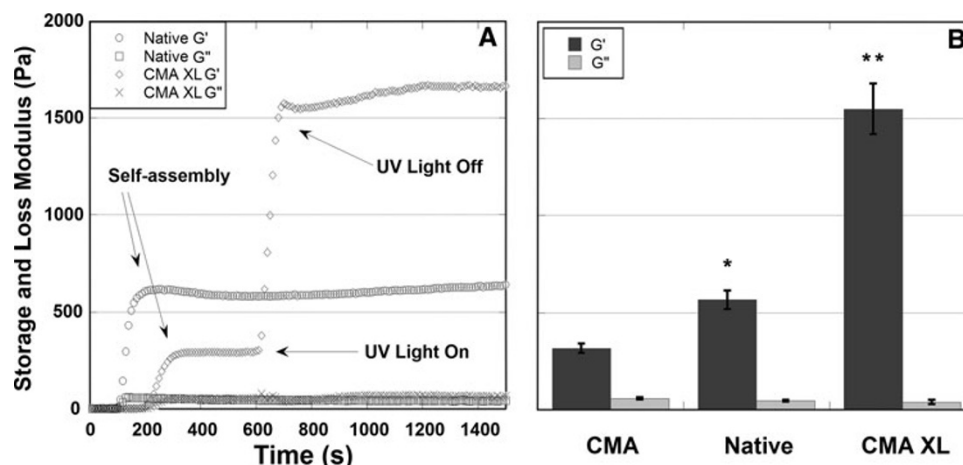 Storage and Loss Modulus (Pa)
2000
1500
1000
500
0
Native G'
Native G"
CMA XL G'
CMA XL G"
A
Self-assembly
UV Light Off
UV Light On
0 200 400 600 800 1000 1200 1400
Time (s)
G'
G"
B
*
**
CMA Native CMA XL